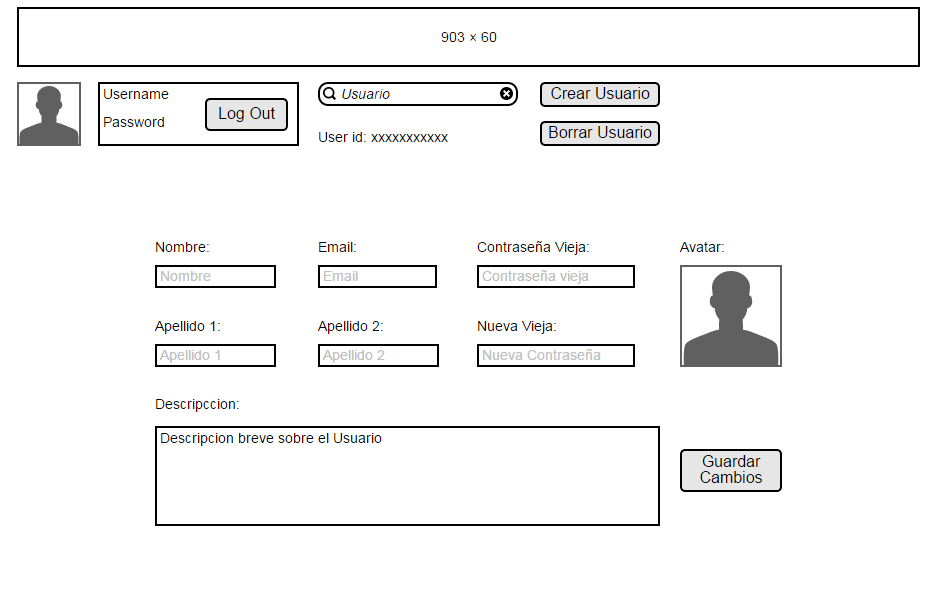 903 × 60
Username
Password
Log Out
Usuario
User id: xxxxxxxxxxx
Crear Usuario
Borrar Usuario
Nombre:
Email:
Contraseña Vieja:
Avatar:
Nombre
Email
Contraseña vieja
Apellido 1:
Apellido 2:
Nueva Vieja:
Apellido 1
Apellido 2
Nueva Contraseña
Descripccion:
Descripcion breve sobre el Usuario
Guardar
Cambios